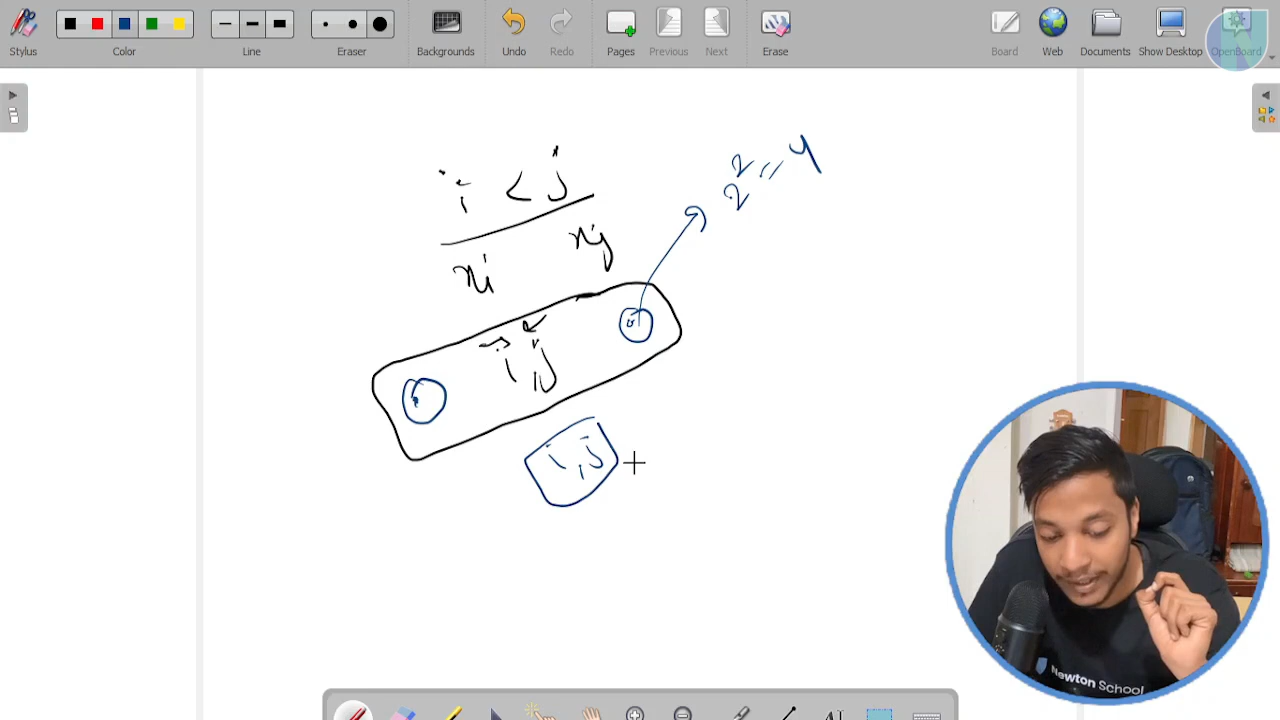 Stylus Color Line Eraser Backgrounds Undo Redo Pages Previous Next Erase Board Web Documents Show Desktop OpenBoard
i < j
xi xj
2² = 4
i, j
i, j
Newton School